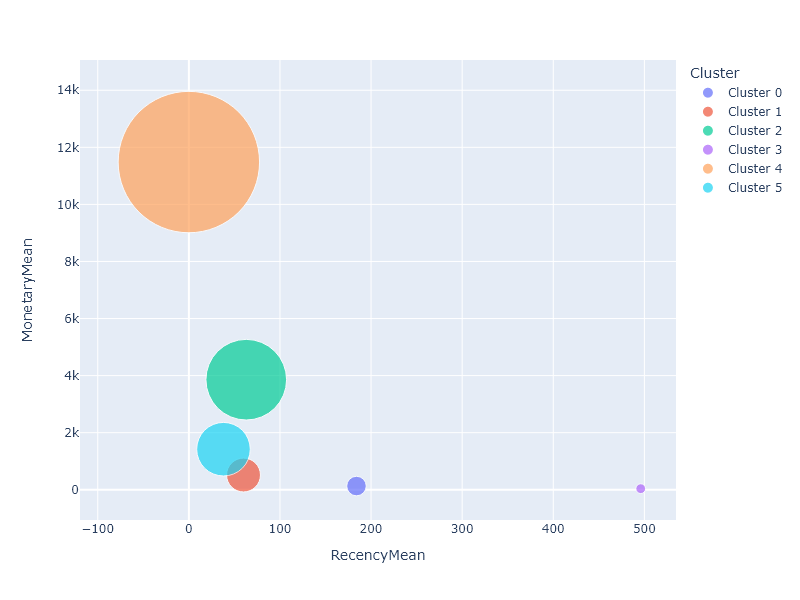 Cluster
Cluster 0
Cluster 1
Cluster 2
Cluster 3
Cluster 4
Cluster 5
MonetaryMean
14k
12k
10k
8k
6k
4k
2k
0
−100 0 100 200 300 400 500
RecencyMean